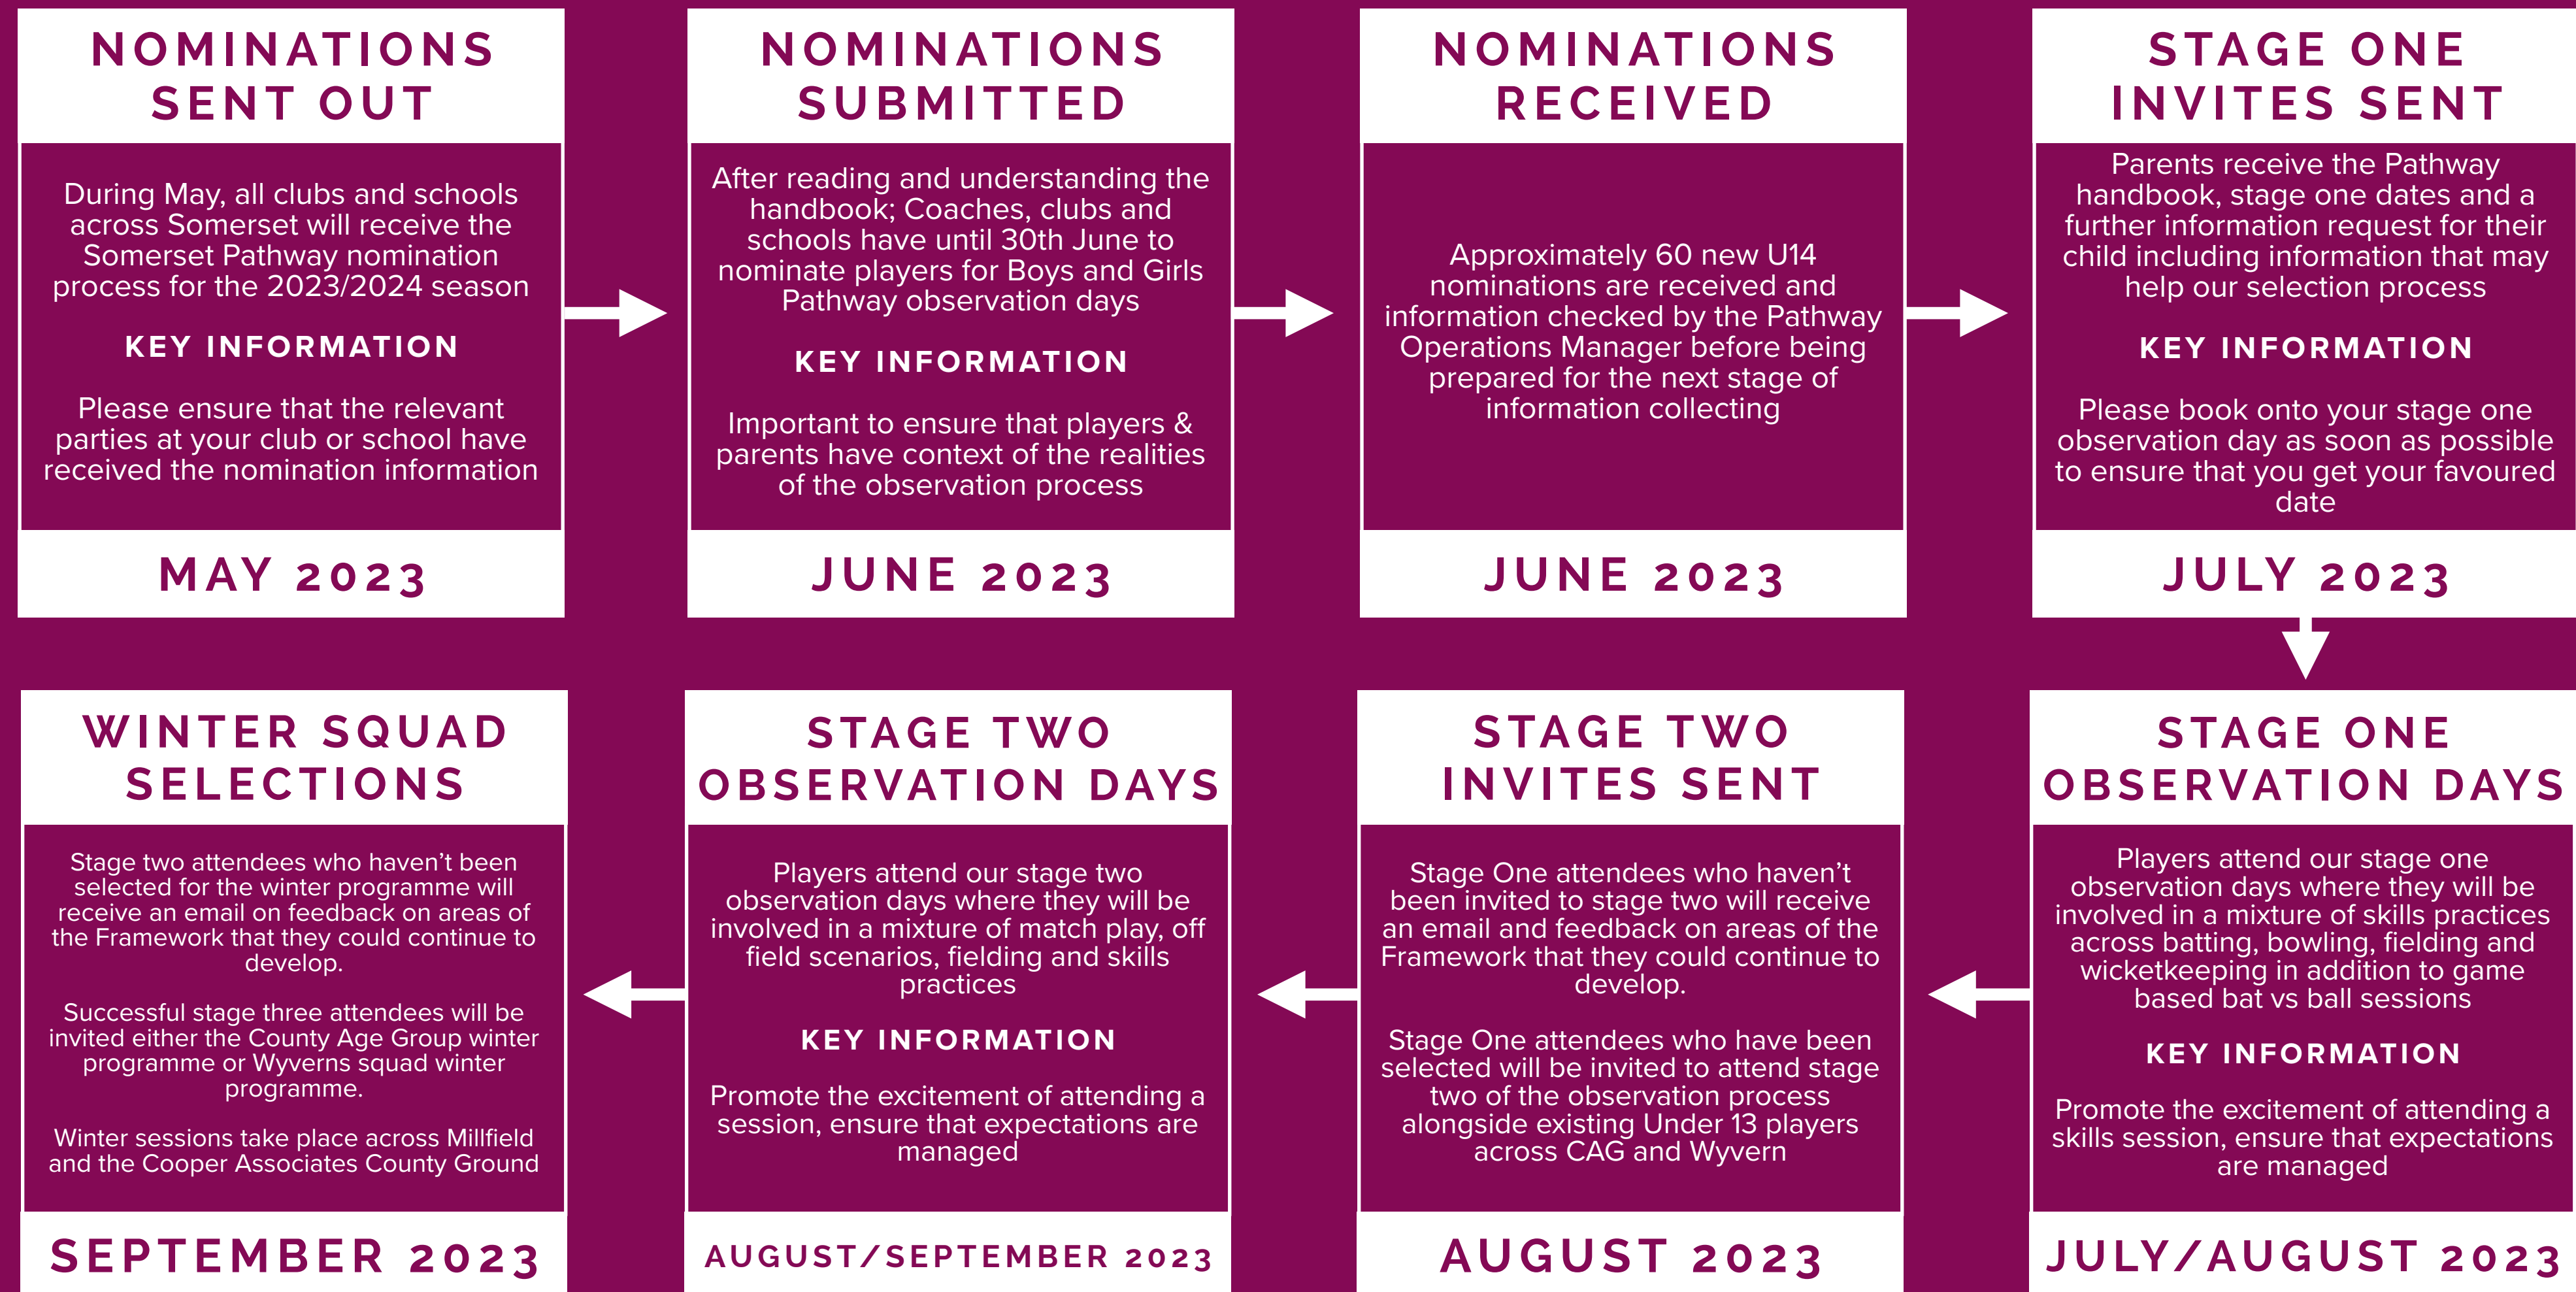 NOMINATIONS
SENT OUT
During May, all clubs and schools
across Somerset will receive the
Somerset Pathway nomination
process for the 2023/2024 season
KEY INFORMATION
Please ensure that the relevant
parties at your club or school have
received the nomination information
MAY 2023
NOMINATIONS
SUBMITTED
After reading and understanding the
handbook; Coaches, clubs and
schools have until 30th June to
nominate players for Boys and Girls
Pathway observation days
KEY INFORMATION
Important to ensure that players &
parents have context of the realities
of the observation process
JUNE 2023
NOMINATIONS
RECEIVED
Approximately 60 new U14
nominations are received and
information checked by the Pathway
Operations Manager before being
prepared for the next stage of
information collecting
JUNE 2023
STAGE ONE
INVITES SENT
Parents receive the Pathway
handbook, stage one dates and a
further information request for their
child including information that may
help our selection process
KEY INFORMATION
Please book onto your stage one
observation day as soon as possible
to ensure that you get your favoured
date
JULY 2023
STAGE ONE
OBSERVATION DAYS
Players attend our stage one
observation days where they will be
involved in a mixture of skills practices
across batting, bowling, fielding and
wicketkeeping in addition to game
based bat vs ball sessions
KEY INFORMATION
Promote the excitement of attending a
skills session, ensure that expectations
are managed
JULY/AUGUST 2023
STAGE TWO
INVITES SENT
Stage One attendees who haven't
been invited to stage two will receive
an email and feedback on areas of the
Framework that they could continue to
develop.
Stage One attendees who have been
selected will be invited to attend stage
two of the observation process
alongside existing Under 13 players
across CAG and Wyvern
AUGUST 2023
STAGE TWO
OBSERVATION DAYS
Players attend our stage two
observation days where they will be
involved in a mixture of match play, off
field scenarios, fielding and skills
practices
KEY INFORMATION
Promote the excitement of attending a
session, ensure that expectations are
managed
AUGUST/SEPTEMBER 2023
WINTER SQUAD
SELECTIONS
Stage two attendees who haven't been
selected for the winter programme will
receive an email on feedback on areas of
the Framework that they could continue to
develop.
Successful stage three attendees will be
invited either the County Age Group winter
programme or Wyverns squad winter
programme.
Winter sessions take place across Millfield
and the Cooper Associates County Ground
SEPTEMBER 2023